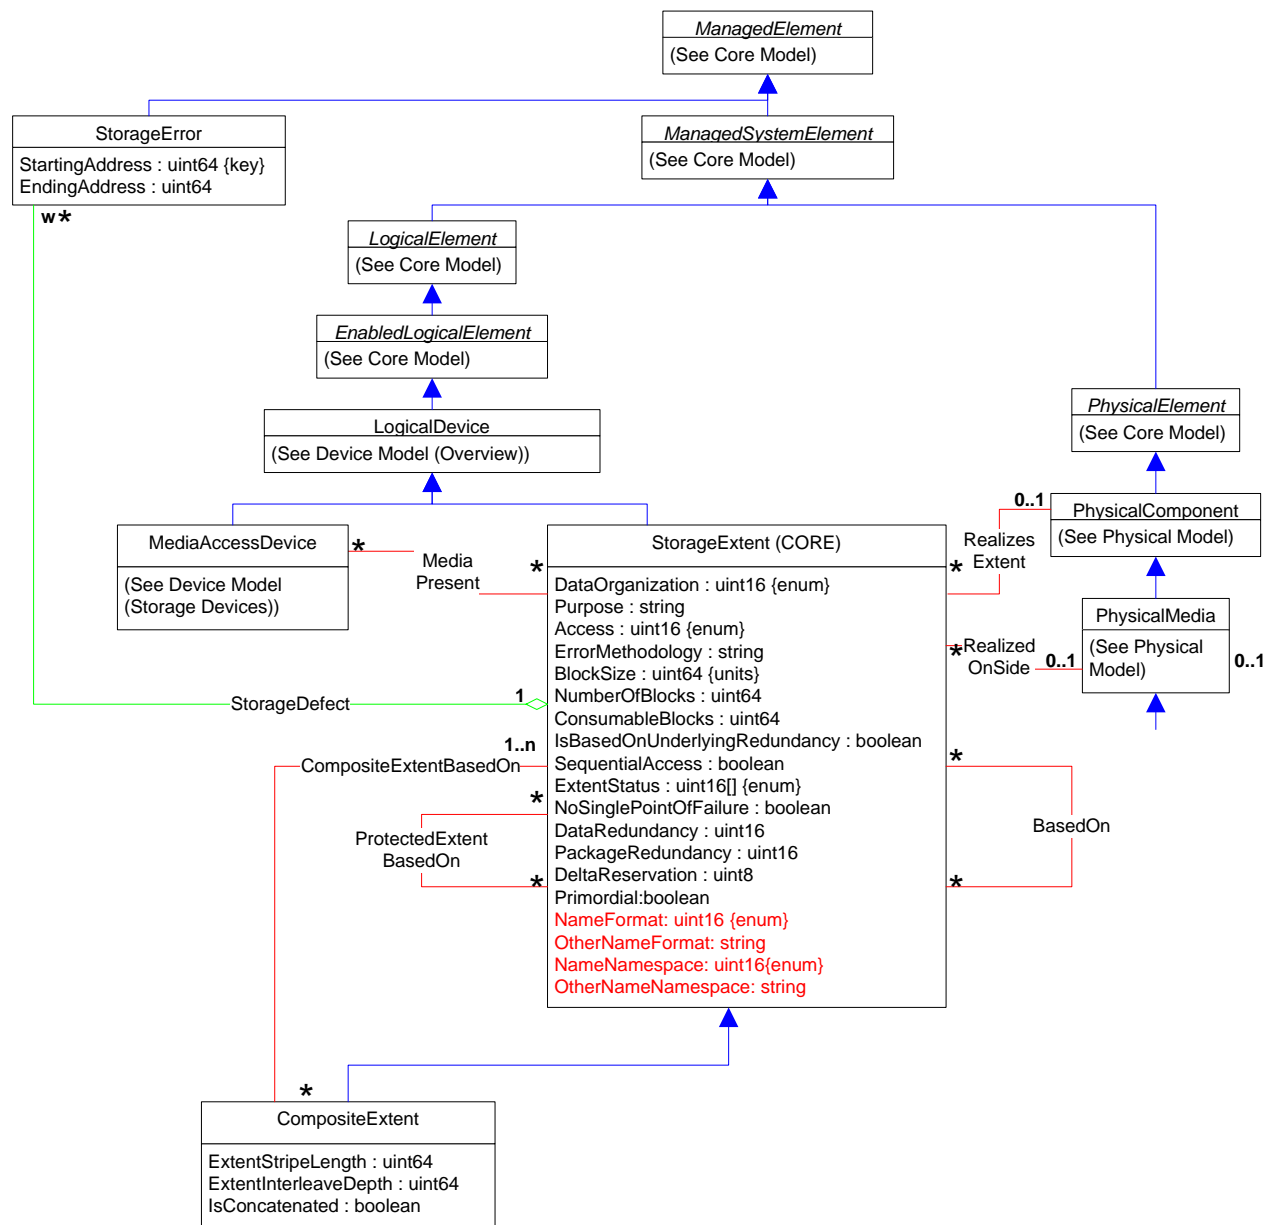 ManagedElement
(See Core Model)
StorageError
StartingAddress : uint64 {key}
EndingAddress : uint64
ManagedSystemElement
(See Core Model)
w*
LogicalElement
(See Core Model)
EnabledLogicalElement
(See Core Model)
LogicalDevice
(See Device Model (Overview))
PhysicalElement
(See Core Model)
MediaAccessDevice
(See Device Model
(Storage Devices))
*
Media
Present
*
StorageExtent (CORE)
DataOrganization : uint16 {enum}
Purpose : string
Access : uint16 {enum}
ErrorMethodology : string
BlockSize : uint64 {units}
NumberOfBlocks : uint64
ConsumableBlocks : uint64
IsBasedOnUnderlyingRedundancy : boolean
SequentialAccess : boolean
ExtentStatus : uint16[] {enum}
NoSinglePointOfFailure : boolean
DataRedundancy : uint16
PackageRedundancy : uint16
DeltaReservation : uint8
Primordial:boolean
NameFormat: uint16 {enum}
OtherNameFormat: string
NameNamespace: uint16{enum}
OtherNameNamespace: string
0..1
Realizes
Extent
*
PhysicalComponent
(See Physical Model)
*
Realized
OnSide
0..1
PhysicalMedia
(See Physical
Model)
0..1
StorageDefect
1
1..n
CompositeExtentBasedOn
*
ProtectedExtent
BasedOn
*
*
BasedOn
*
*
CompositeExtent
ExtentStripeLength : uint64
ExtentInterleaveDepth : uint64
IsConcatenated : boolean